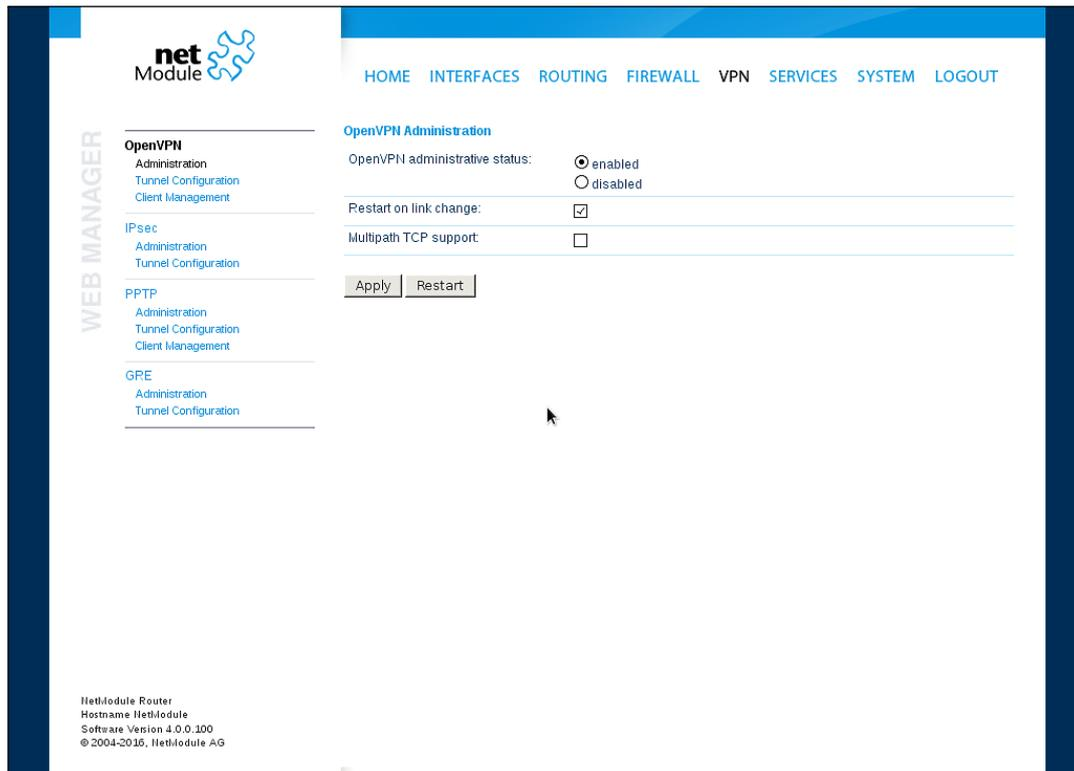 net
Module
HOME INTERFACES ROUTING FIREWALL VPN SERVICES SYSTEM LOGOUT
WEB MANAGER
OpenVPN
Administration
Tunnel Configuration
Client Management
IPsec
Administration
Tunnel Configuration
PPTP
Administration
Tunnel Configuration
Client Management
GRE
Administration
Tunnel Configuration
OpenVPN Administration
OpenVPN administrative status:
enabled
disabled
Restart on link change:
Multipath TCP support:
Apply Restart
NetModule Router
Hostname NetModule
Software Version 4.0.0.100
© 2004-2016, NetModule AG